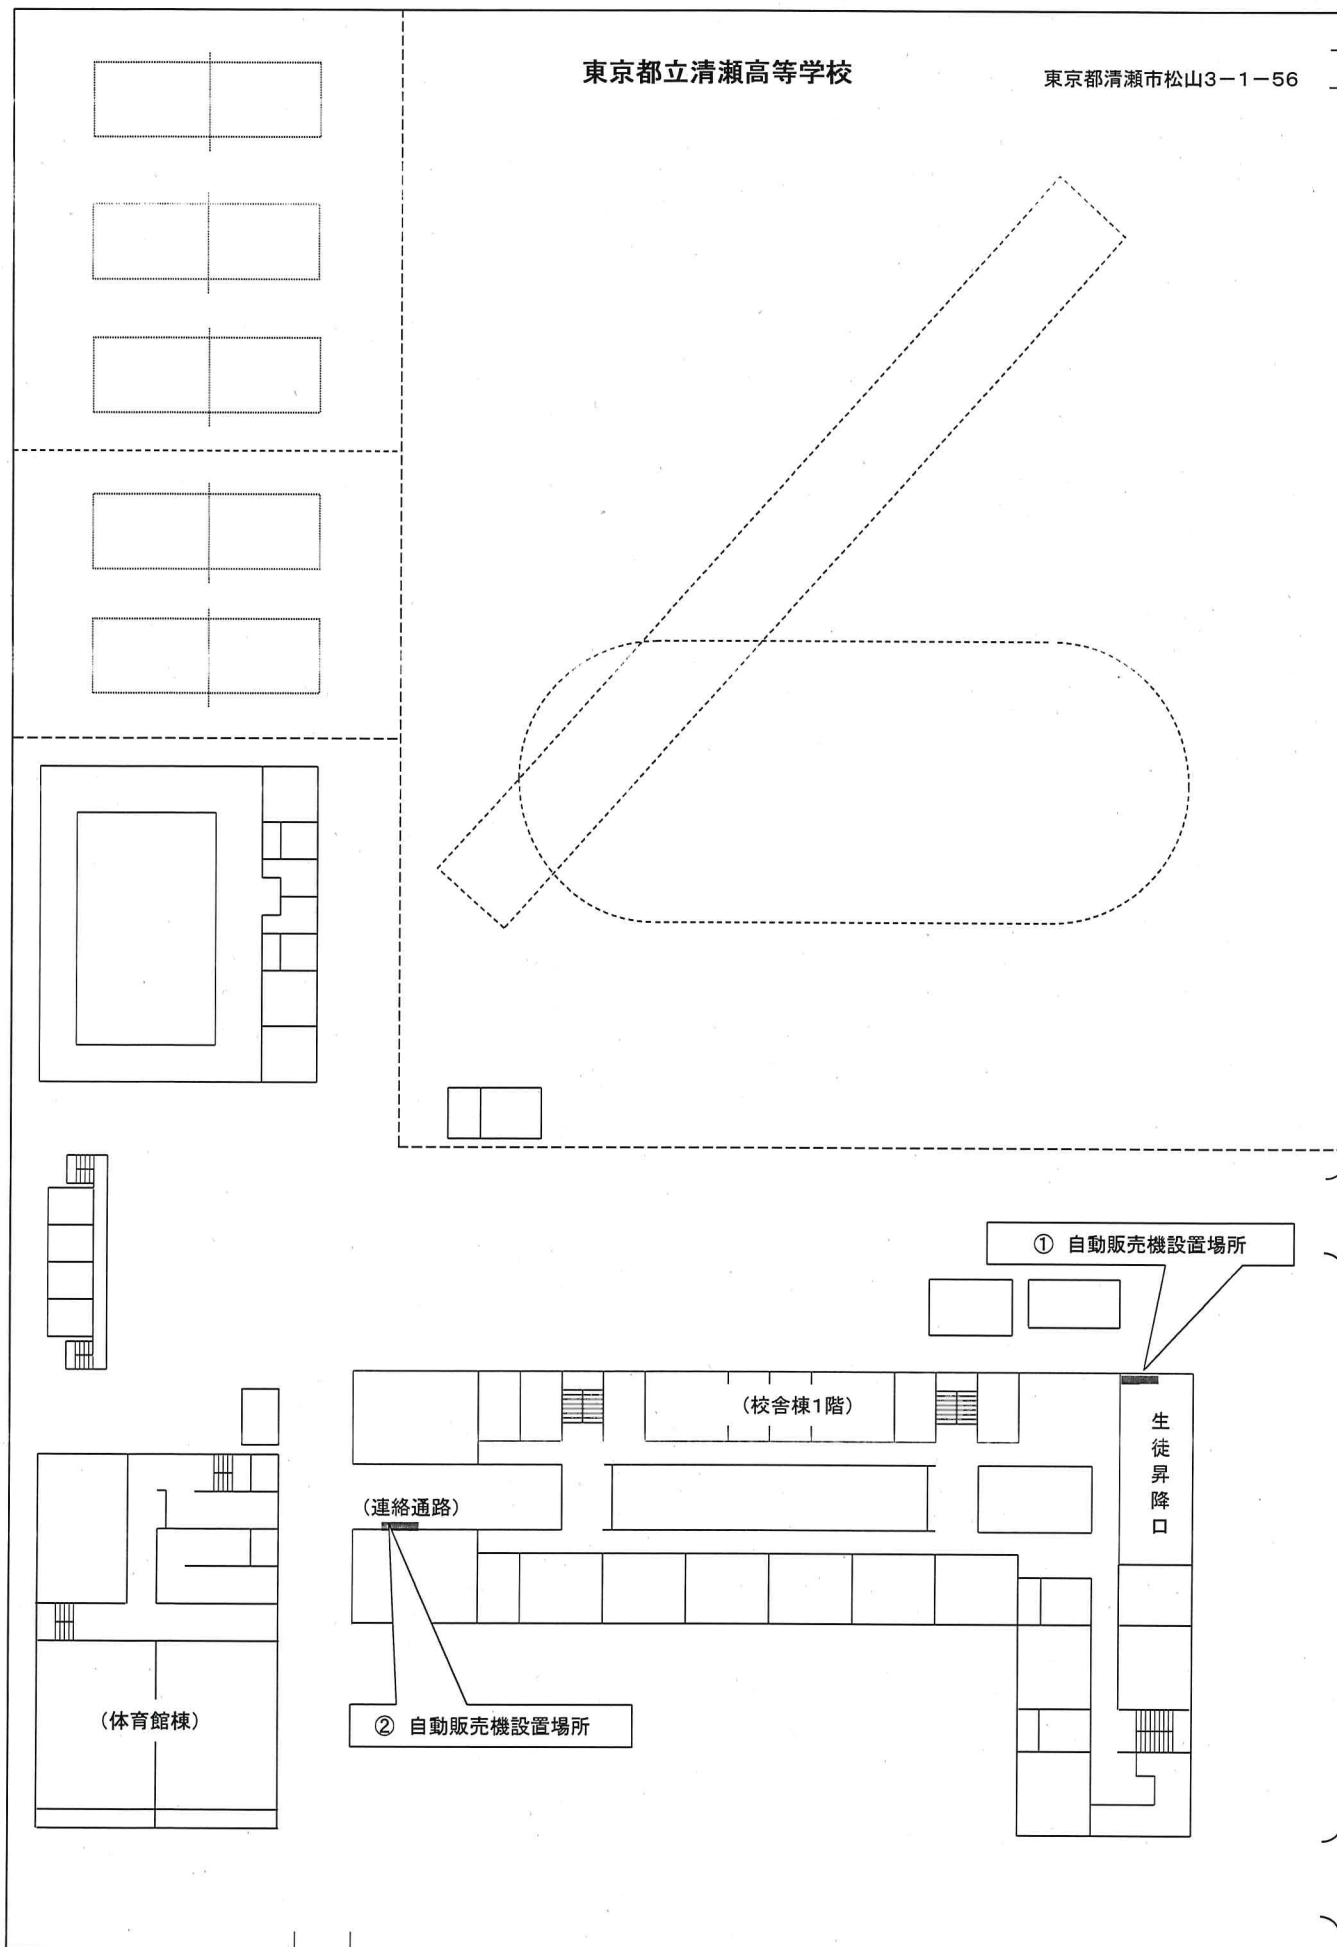 東京都立清瀬高等学校
東京都清瀬市松山3－1－56
① 自動販売機設置場所
（校舎棟1階）
生徒昇降口
（連絡通路）
（体育館棟）
② 自動販売機設置場所